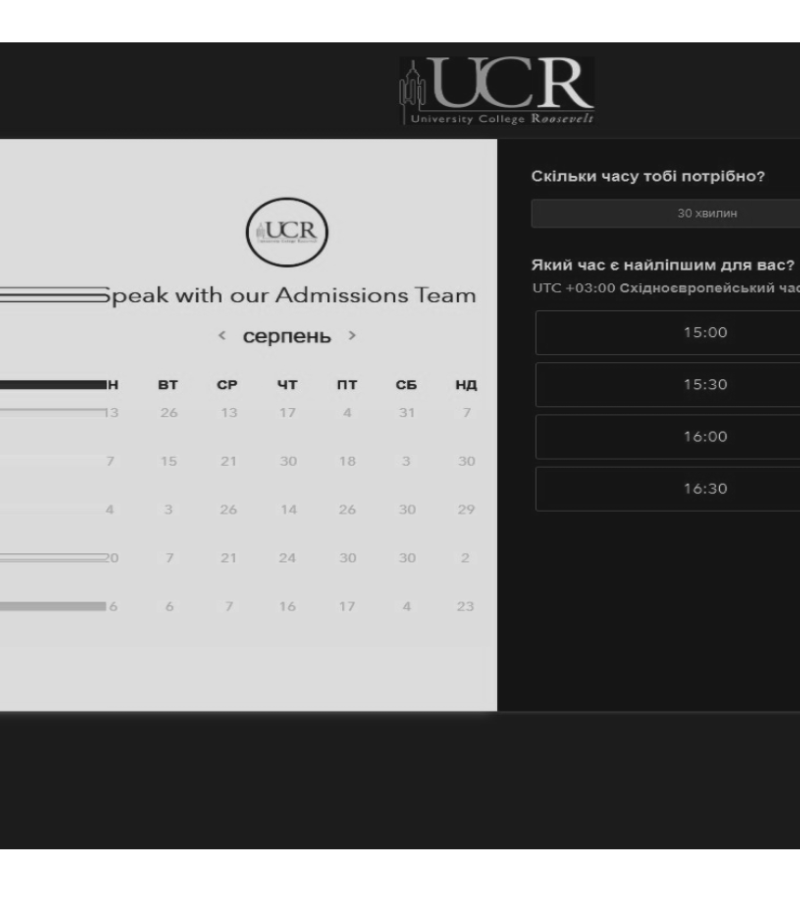 UCR
University College Roosevelt
UCR
Speak with our Admissions Team
< серпень >
Н ВТ СР ЧТ ПТ СБ НД
13 26 13 17 4 31 7
7 15 21 30 18 3 30
4 3 26 14 26 30 29
20 7 21 24 30 30 2
6 6 7 16 17 4 23
Скільки часу тобі потрібно?
30 хвилин
Який час є найліпшим для вас?
UTC +03:00 Східноєвропейський час
15:00
15:30
16:00
16:30